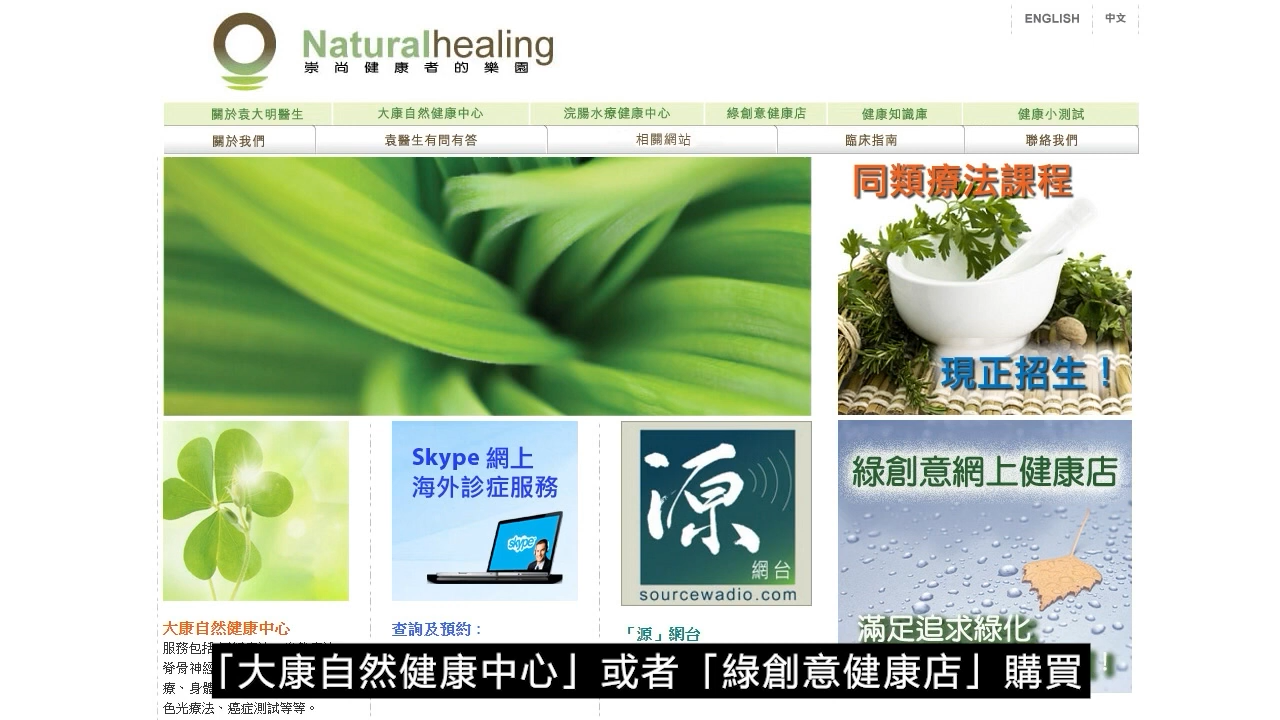 ENGLISH 中文
Naturalhealing
崇尚健康者的樂園
關於袁大明醫生 大康自然健康中心 浣腸水療健康中心 綠創意健康店 健康知識庫 健康小測試
關於我們 袁醫生有問有答 相關網站 臨床指南 聯絡我們
同類療法課程
現正招生！
Skype 網上
海外診症服務
skype
源
網台
sourcewadio.com
綠創意網上健康店
滿足追求綠化
大康自然健康中心
服務包括
脊骨神經
療、身體
色光療法、癌症測試等等。
查詢及預約：
「源」網台
「大康自然健康中心」或者「綠創意健康店」購買